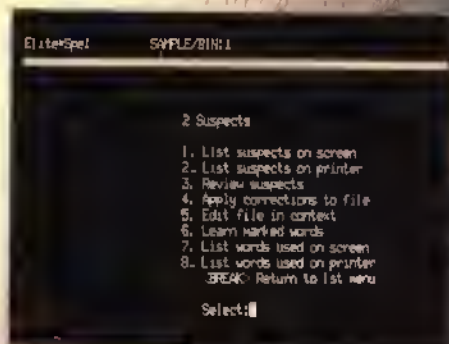 Elite*Spel SAMPLE/BIN:1
2 Suspects
1. List suspects on screen
2. List suspects on printer
3. Review suspects
4. Apply corrections to file
5. Edit file in context
6. Learn marked words
7. List words used on screen
8. List words used on printer
<BREAK> Return to 1st menu
Select: